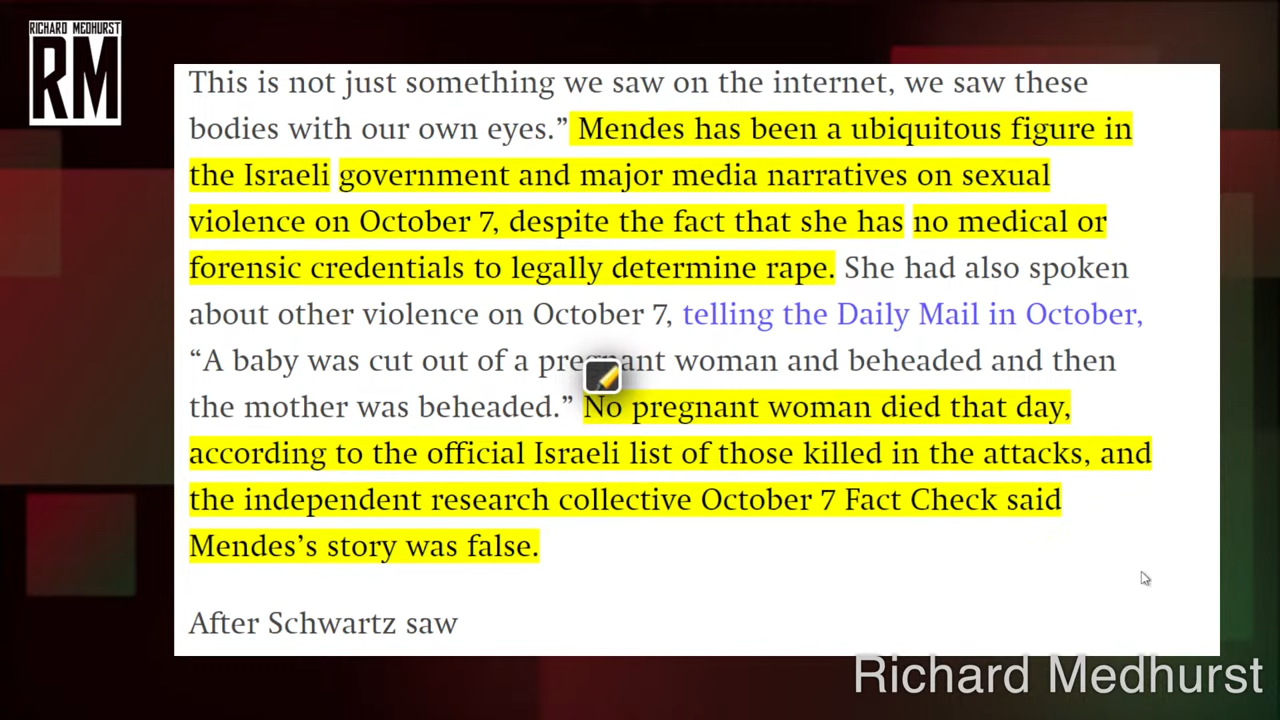 RICHARD MEDHURST
RM
This is not just something we saw on the internet, we saw these
bodies with our own eyes.” Mendes has been a ubiquitous figure in
the Israeli government and major media narratives on sexual
violence on October 7, despite the fact that she has no medical or
forensic credentials to legally determine rape. She had also spoken
about other violence on October 7, telling the Daily Mail in October,
“A baby was cut out of a pregnant woman and beheaded and then
the mother was beheaded.” No pregnant woman died that day,
according to the official Israeli list of those killed in the attacks, and
the independent research collective October 7 Fact Check said
Mendes’s story was false.
After Schwartz saw
Richard Medhurst